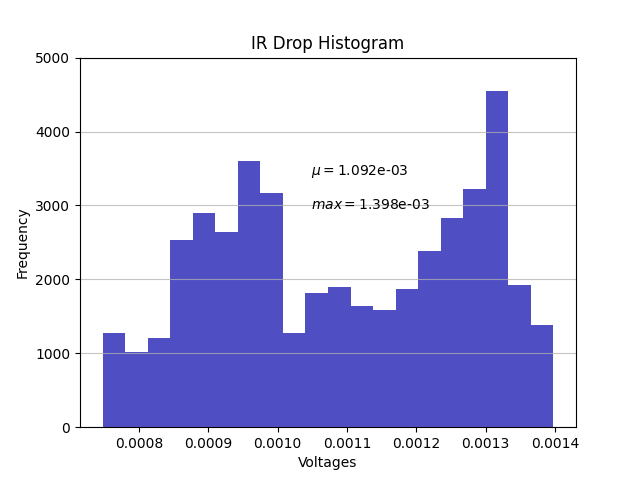 IR Drop Histogram
5000
4000
3000
2000
1000
0
Frequency
μ = 1.092e-03
max = 1.398e-03
0.0008 0.0009 0.0010 0.0011 0.0012 0.0013 0.0014
Voltages